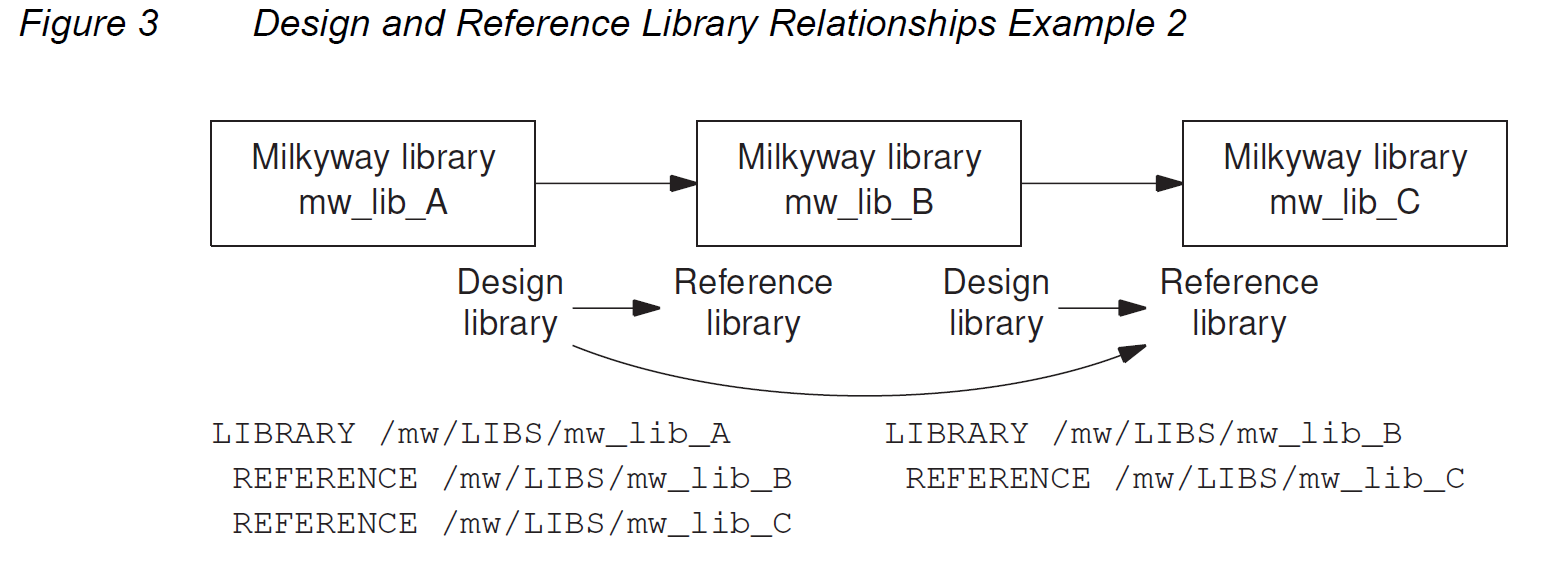 Figure 3 Design and Reference Library Relationships Example 2
Milkyway library
mw_lib_A
Milkyway library
mw_lib_B
Milkyway library
mw_lib_C
Design
library
Reference
library
Design
library
Reference
library
LIBRARY /mw/LIBS/mw_lib_A
REFERENCE /mw/LIBS/mw_lib_B
REFERENCE /mw/LIBS/mw_lib_C
LIBRARY /mw/LIBS/mw_lib_B
REFERENCE /mw/LIBS/mw_lib_C